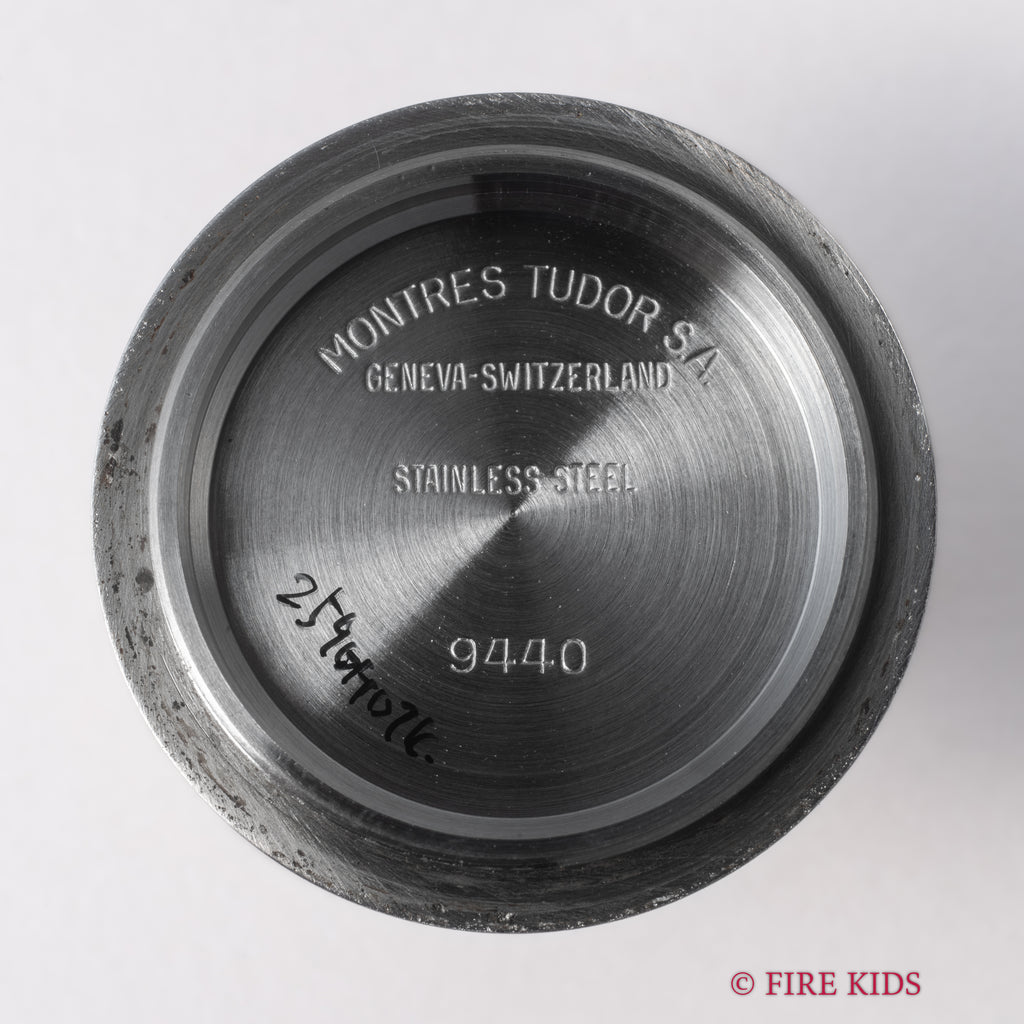 MONTRES TUDOR S.A.
GENEVA-SWITZERLAND
STAINLESS STEEL
9440
© FIRE KIDS